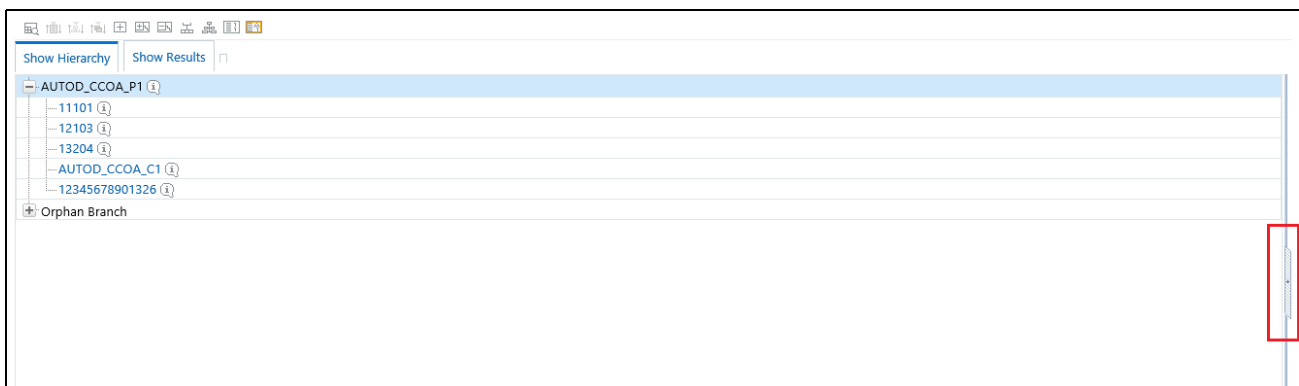 Show Hierarchy Show Results
AUTOD_CCOA_P1
11101
12103
13204
AUTOD_CCOA_C1
12345678901326
Orphan Branch